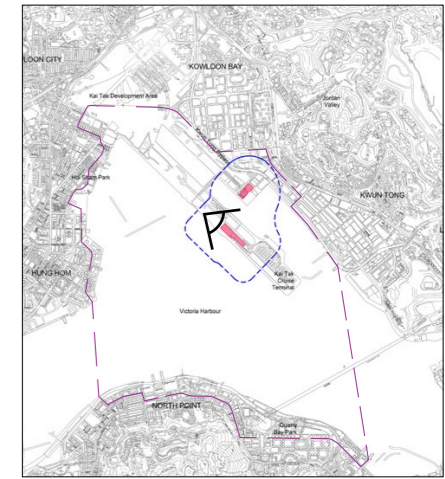 LOON CITY
KOWLOON BAY
Kai Tak Development Area
Jordan
Valley
Hoi Sham Park
KWUN TONG
HUNG HOM
Kai Tak
Cruise
Terminal
Victoria Harbour
NORTH POINT
Quarry
Bay Park